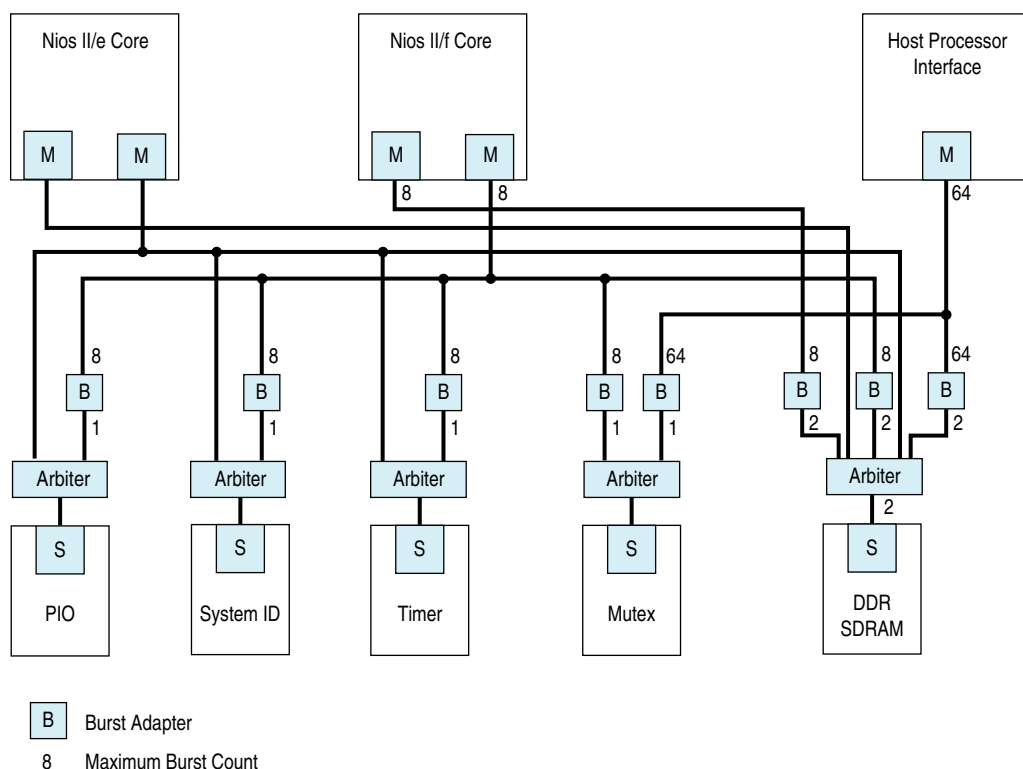 Nios II/e Core
Nios II/f Core
Host Processor
Interface
M
M
M
M
M
8
8
64
8
8
8
8
64
8
8
64
B
B
B
B
B
B
B
B
1
1
1
1
1
2
2
2
Arbiter
Arbiter
Arbiter
Arbiter
Arbiter
2
S
S
S
S
S
PIO
System ID
Timer
Mutex
DDR
SDRAM
B Burst Adapter
8 Maximum Burst Count